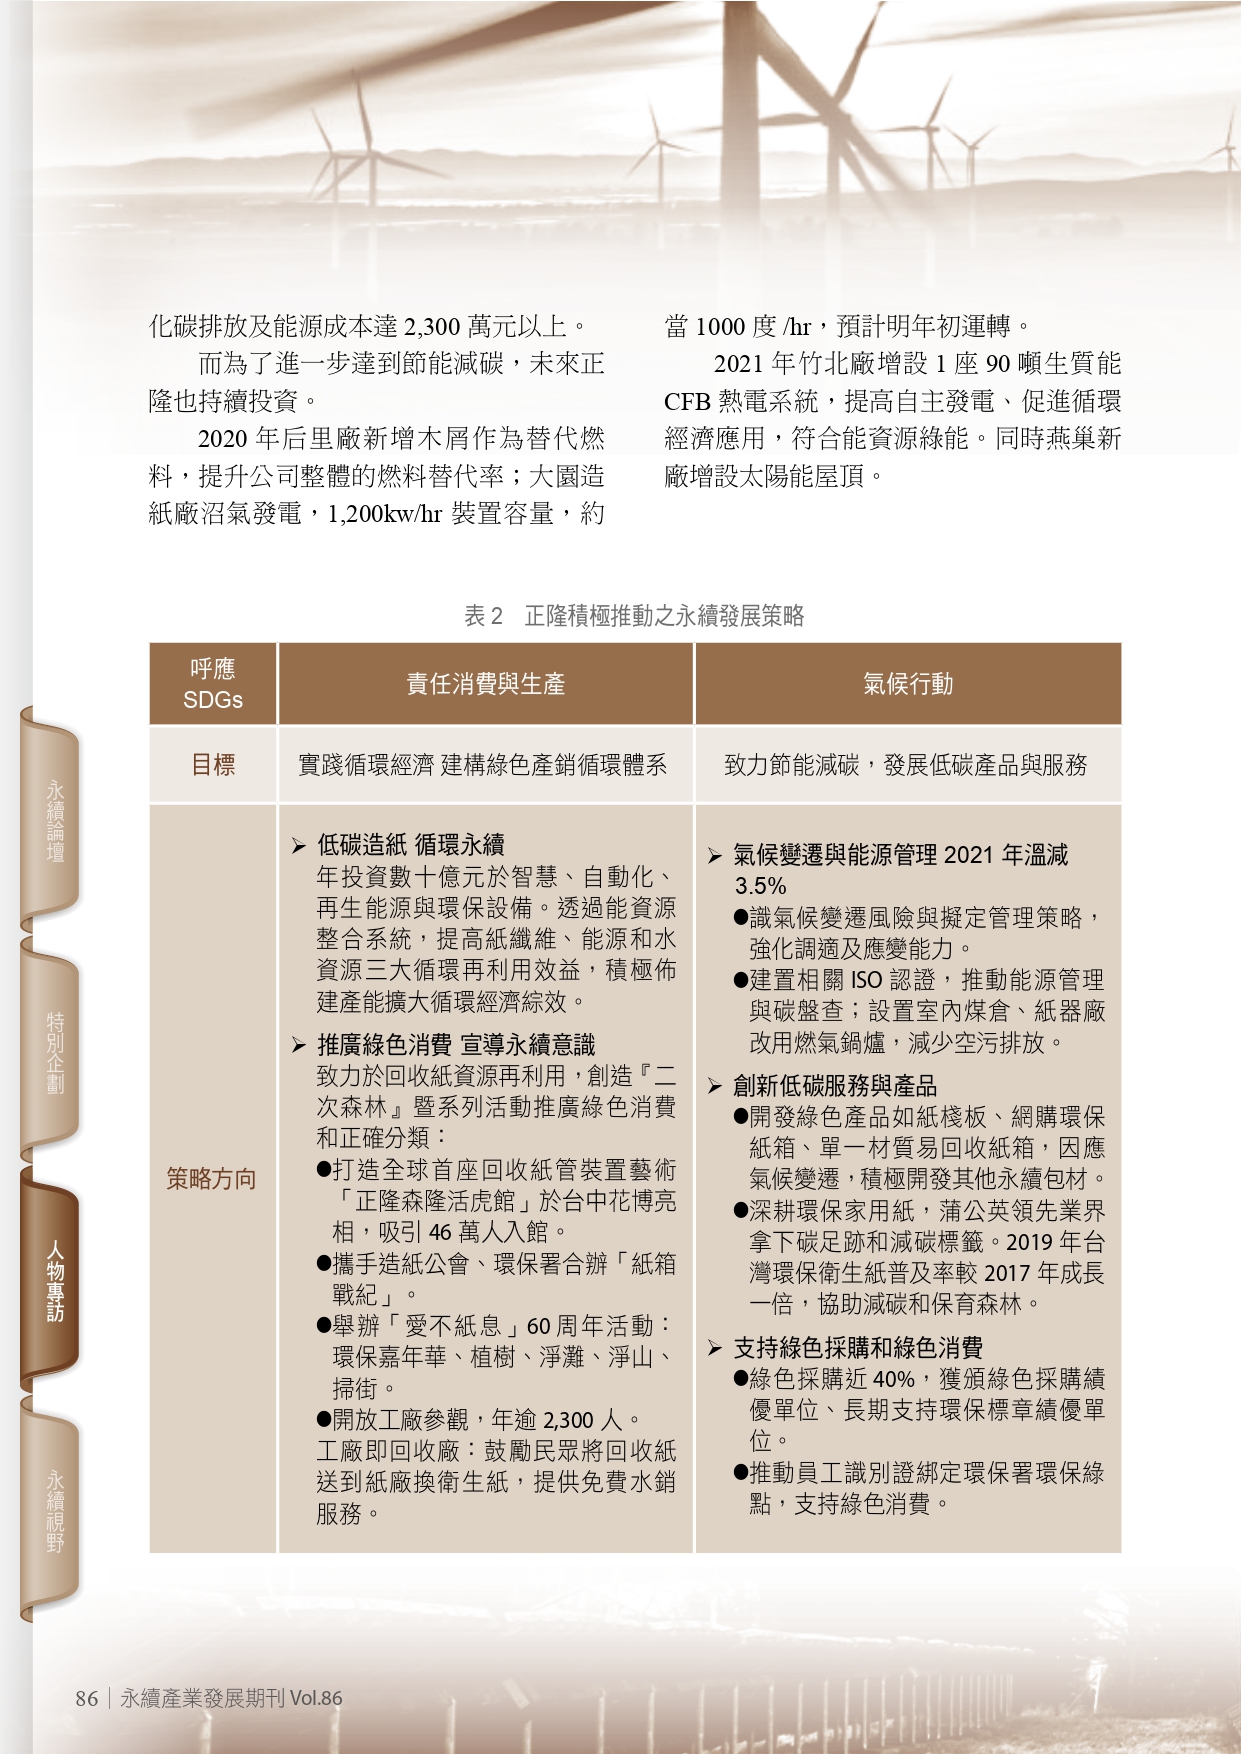 化碳排放及能源成本達 2,300 萬元以上。
而為了進一步達到節能減碳，未來正
隆也持續投資。
2020 年后里廠新增木屑作為替代燃
料，提升公司整體的燃料替代率；大園造
紙廠沼氣發電，1,200kw/hr 裝置容量，約
當 1000 度 /hr，預計明年初運轉。
2021 年竹北廠增設 1 座 90 噸生質能
CFB 熱電系統，提高自主發電、促進循環
經濟應用，符合能資源綠能。同時燕巢新
廠增設太陽能屋頂。
表 2　正隆積極推動之永續發展策略
呼應
SDGs
責任消費與生產
氣候行動
目標
實踐循環經濟 建構綠色產銷循環體系
致力節能減碳，發展低碳產品與服務
策略方向
➢ 低碳造紙 循環永續
年投資數十億元於智慧、自動化、
再生能源與環保設備。透過能資源
整合系統，提高紙纖維、能源和水
資源三大循環再利用效益，積極佈
建產能擴大循環經濟綜效。
➢ 推廣綠色消費 宣導永續意識
致力於回收紙資源再利用，創造『二
次森林』暨系列活動推廣綠色消費
和正確分類：
●打造全球首座回收紙管裝置藝術
「正隆森隆活虎館」於台中花博亮
相，吸引 46 萬人入館。
●攜手造紙公會、環保署合辦「紙箱
戰紀」。
●舉辦「愛不紙息」60 周年活動：
環保嘉年華、植樹、淨灘、淨山、
掃街。
●開放工廠參觀，年逾 2,300 人。
工廠即回收廠：鼓勵民眾將回收紙
送到紙廠換衛生紙，提供免費水銷
服務。
➢ 氣候變遷與能源管理 2021 年溫減
3.5%
●識氣候變遷風險與擬定管理策略，
強化調適及應變能力。
●建置相關 ISO 認證，推動能源管理
與碳盤查；設置室內煤倉、紙器廠
改用燃氣鍋爐，減少空污排放。
➢ 創新低碳服務與產品
●開發綠色產品如紙棧板、網購環保
紙箱、單一材質易回收紙箱，因應
氣候變遷，積極開發其他永續包材。
●深耕環保家用紙，蒲公英領先業界
拿下碳足跡和減碳標籤。2019 年台
灣環保衛生紙普及率較 2017 年成長
一倍，協助減碳和保育森林。
➢ 支持綠色採購和綠色消費
●綠色採購近 40%，獲頒綠色採購績
優單位、長期支持環保標章績優單
位。
●推動員工識別證綁定環保署環保綠
點，支持綠色消費。
永續論壇
特別企劃
人物專訪
永續視野
86｜永續產業發展期刊 Vol.86